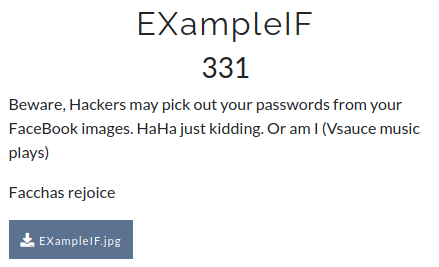 EXampleIF
331
Beware, Hackers may pick out your passwords from your
FaceBook images. HaHa just kidding. Or am I (Vsauce music
plays)
Facchas rejoice
EXampleIF.jpg